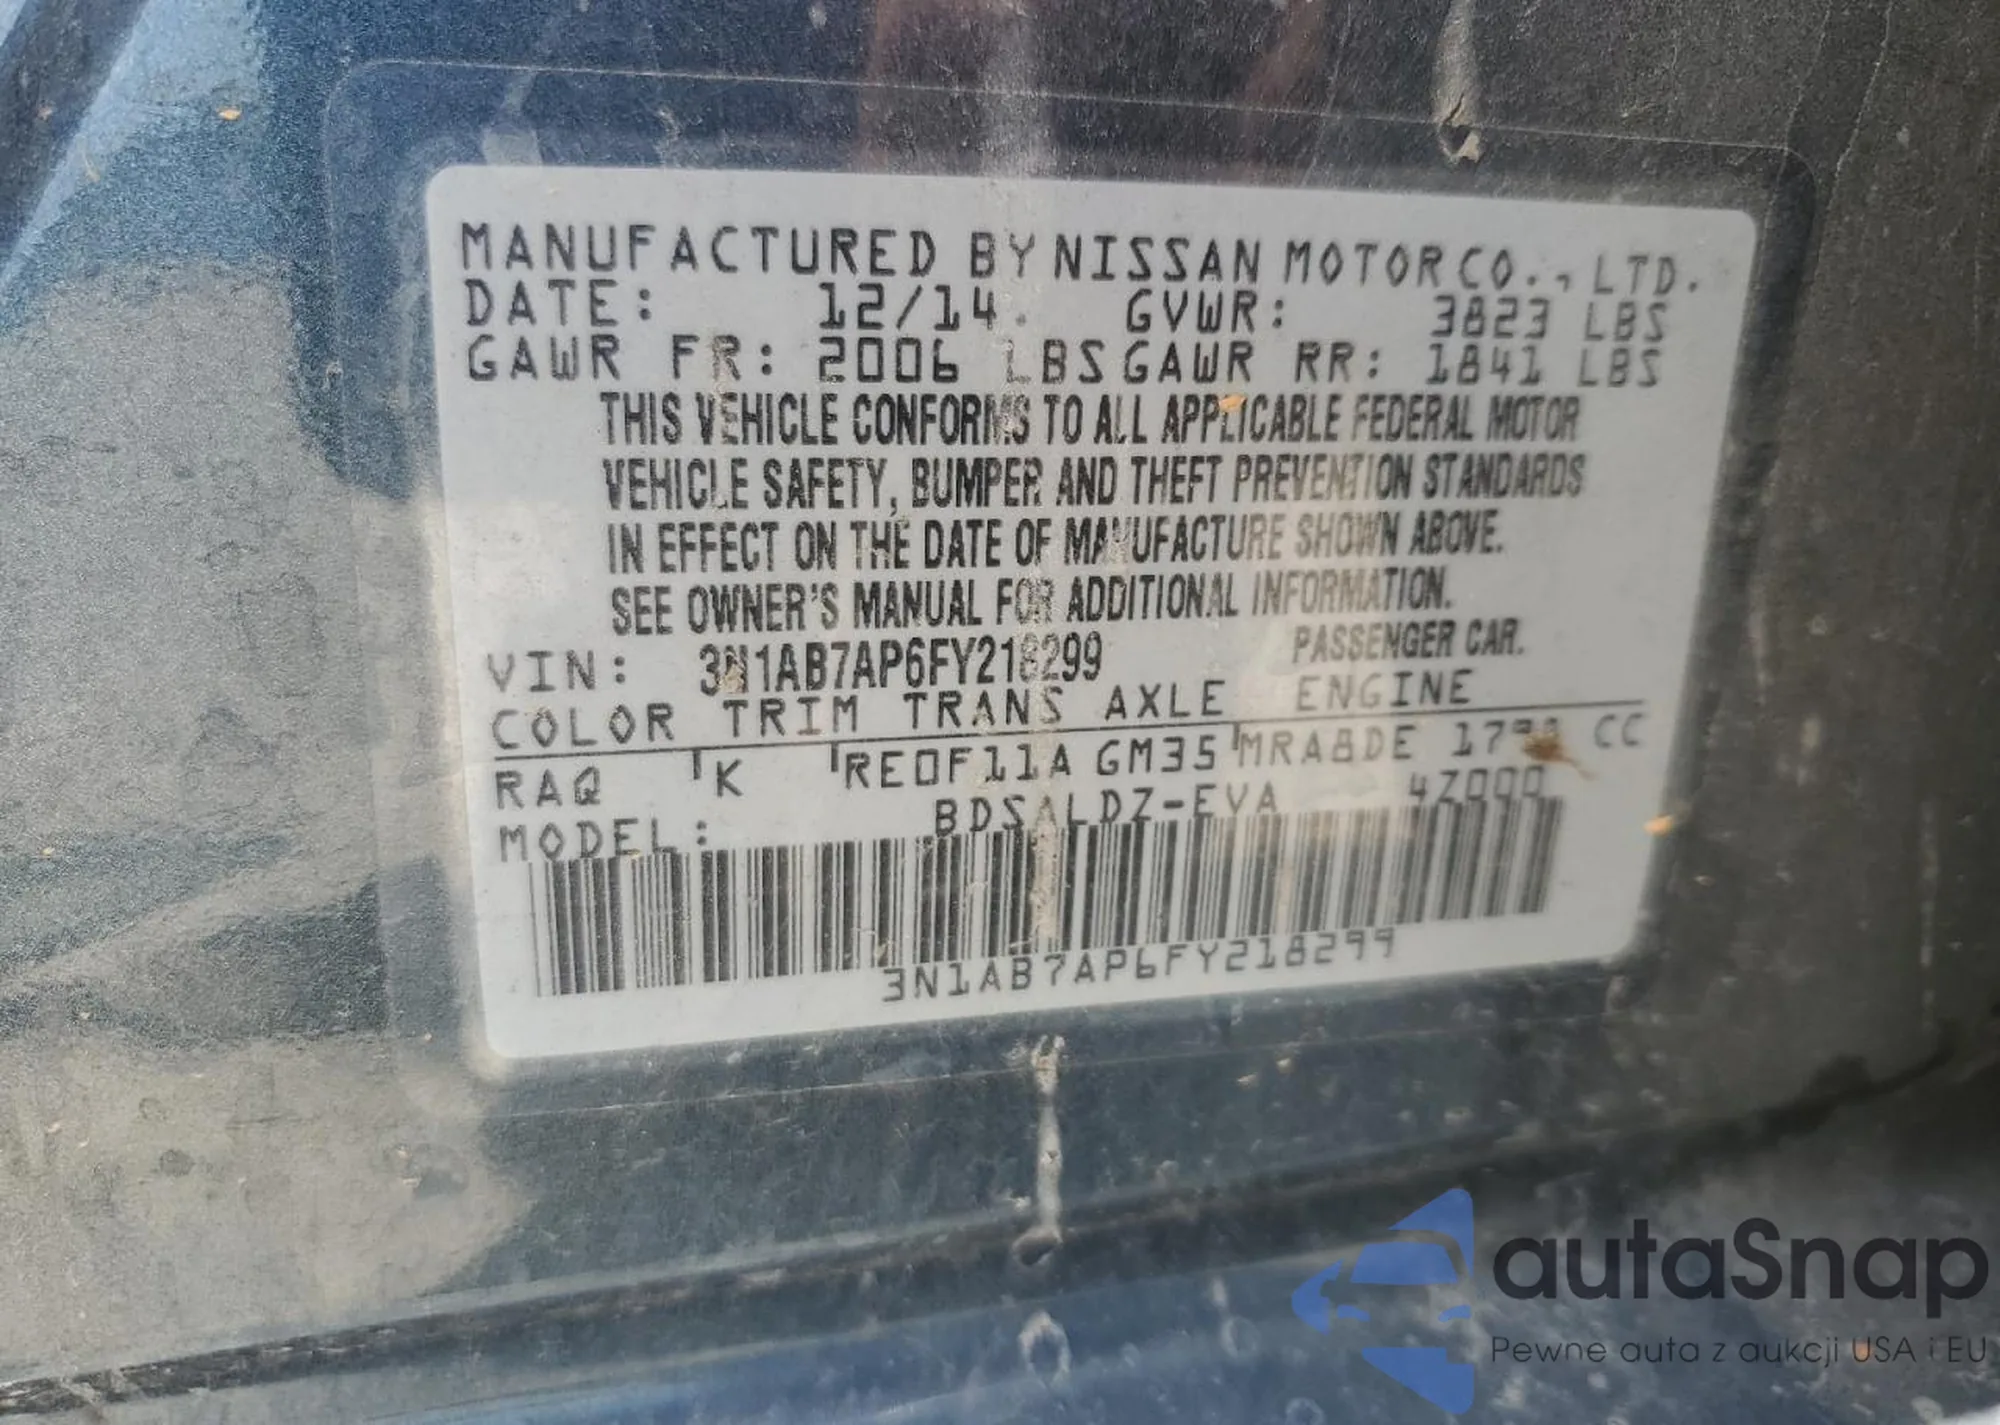 MANUFACTURED BY NISSAN MOTOR CO., LTD.
DATE: 12/14. GVWR: 3823 LBS
GAWR FR: 2006 LBS GAWR RR: 1841 LBS
THIS VEHICLE CONFORMS TO ALL APPLICABLE FEDERAL MOTOR
VEHICLE SAFETY, BUMPER AND THEFT PREVENTION STANDARDS
IN EFFECT ON THE DATE OF MANUFACTURE SHOWN ABOVE.
SEE OWNER'S MANUAL FOR ADDITIONAL INFORMATION.
VIN: 3N1AB7AP6FY218299 PASSENGER CAR.
COLOR TRIM TRANS AXLE ENGINE
RAQ K RE0F11A GM35 MRA8DE CC
MODEL: BDSALDZ-EVA 4Z000
3N1AB7AP6FY218299
autaSnap
Pewne auta z aukcji USA i EU